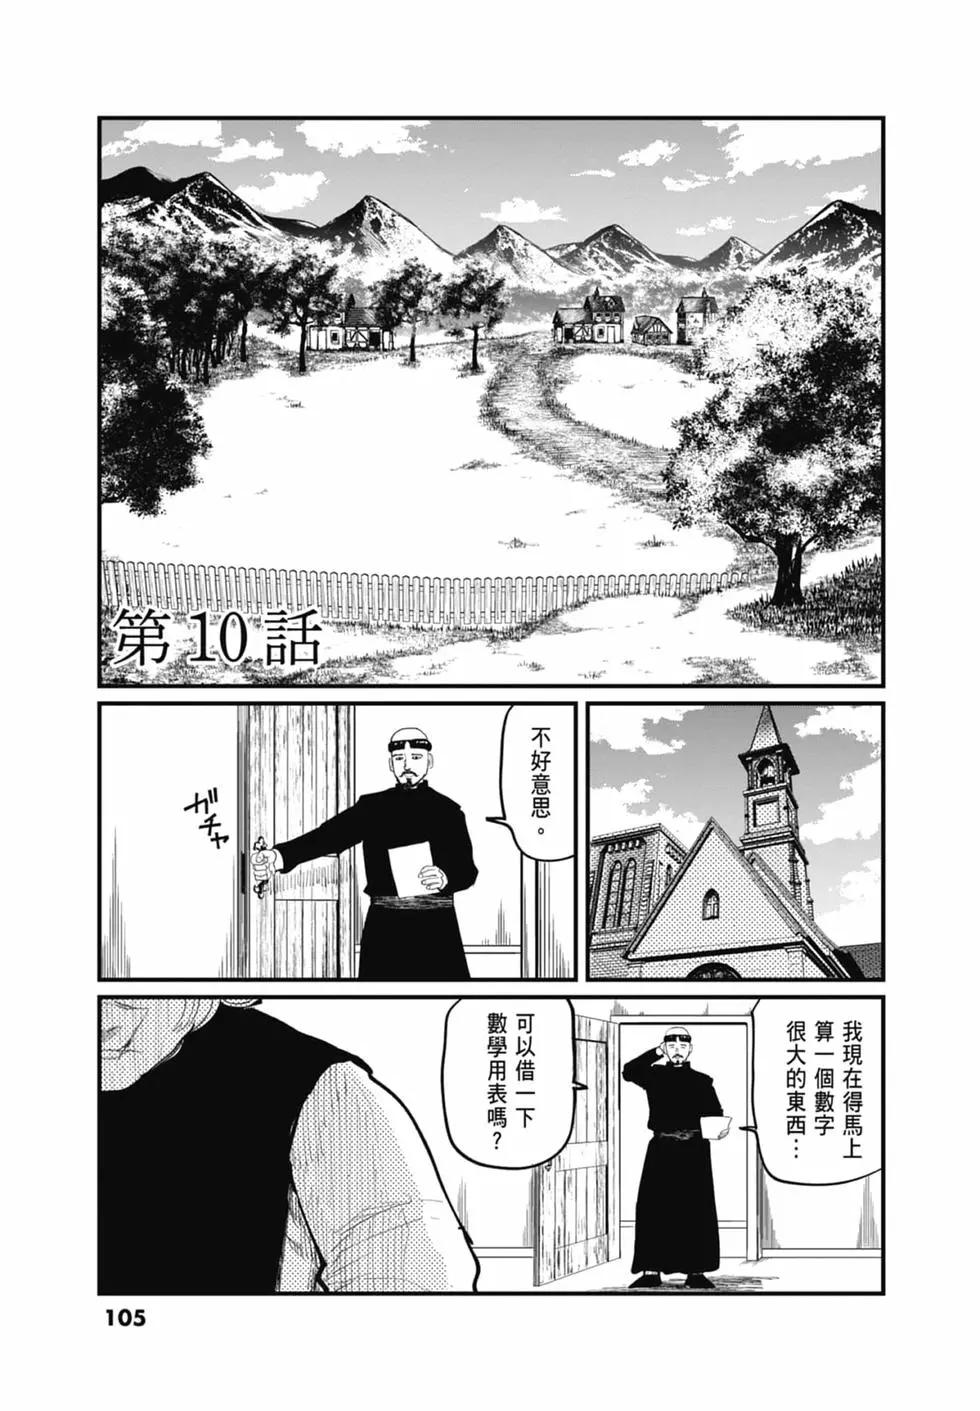 第10話
不好意思。
ガチャ
我現在得馬上
算一個數字
很大的東西…
可以借一下
數學用表嗎？
105